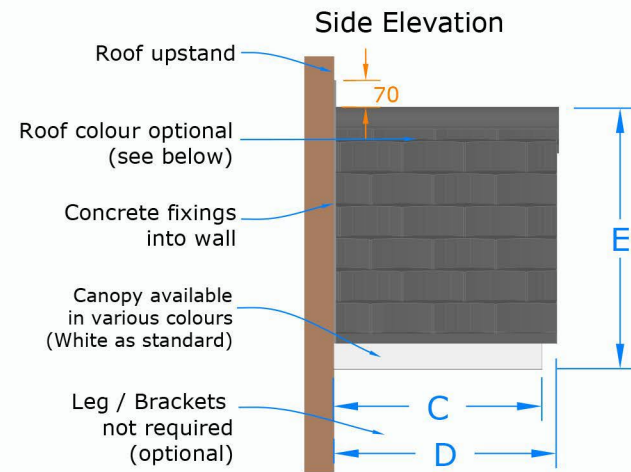 Side Elevation
Roof upstand
70
Roof colour optional
(see below)
Concrete fixings
into wall
E
Canopy available
in various colours
(White as standard)
Leg / Brackets
not required
(optional)
C
D